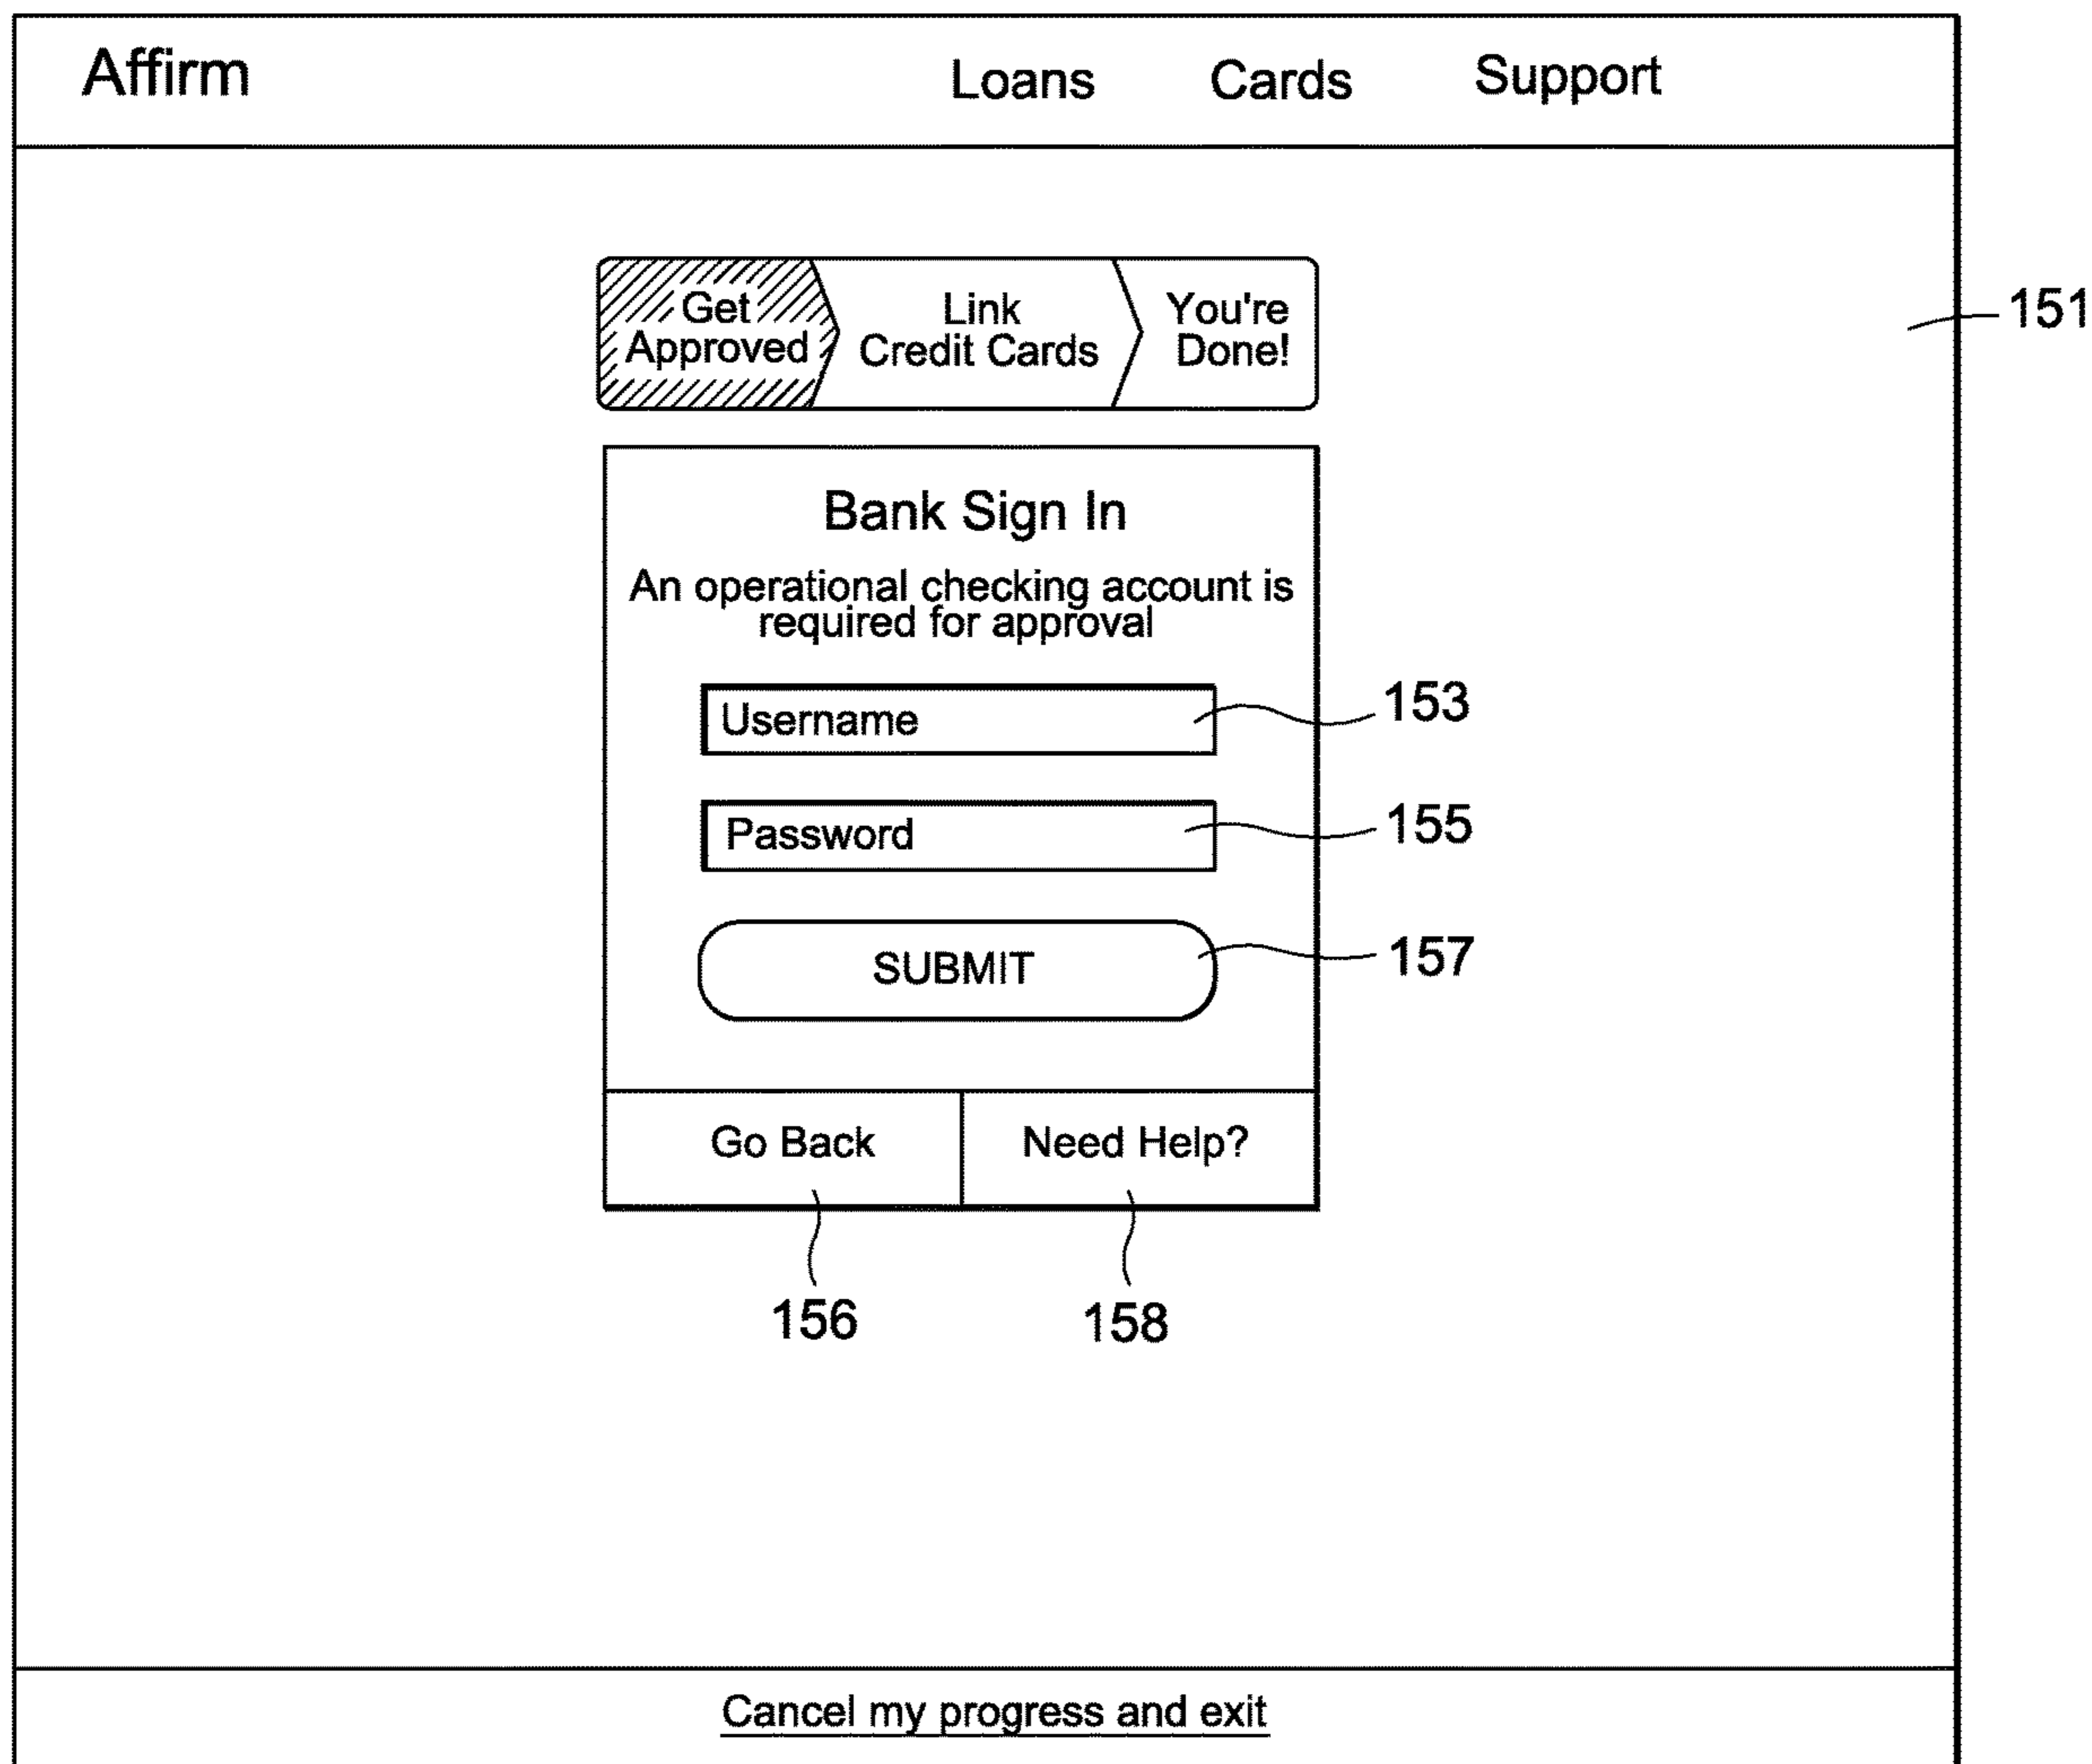 Affirm Loans Cards Support
Get
Approved
Link
Credit Cards
You're
Done!
151
Bank Sign In
An operational checking account is
required for approval
Username
153
Password
155
SUBMIT
157
Go Back
Need Help?
156
158
Cancel my progress and exit